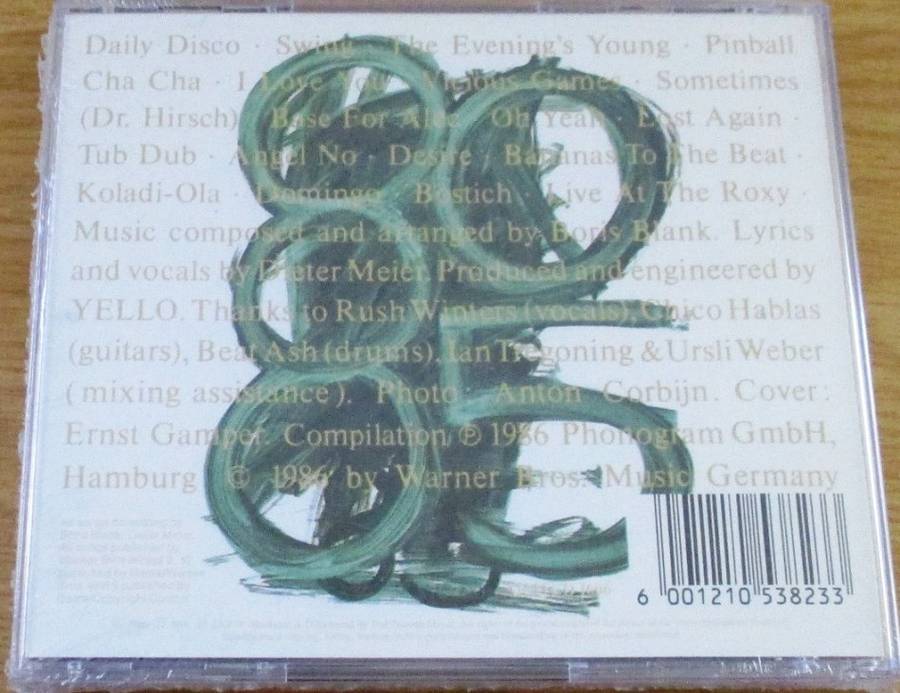 Daily Disco · Swing · The Evening's Young · Pinball
Cha Cha · I Love You · Vicious Games · Sometimes
(Dr. Hirsch) · Base For Alec · Oh Yeah · Lost Again ·
Tub Dub · Angel No · Desire · Bananas To The Beat ·
Koladi-Ola · Domingo · Bostich · Live At The Roxy ·
Music composed and arranged by Boris Blank. Lyrics
and vocals by Dieter Meier. Produced and engineered by
YELLO. Thanks to Rush Winters (vocals), Chico Hablas
(guitars), Beat Ash (drums), Ian Tregoning & Ursli Weber
(mixing assistance). Photo: Anton Corbijn. Cover:
Ernst Gamper. Compilation ℗ 1986 Phonogram GmbH,
Hamburg © 1986 by Warner Bros. Music Germany
6 001210 538233